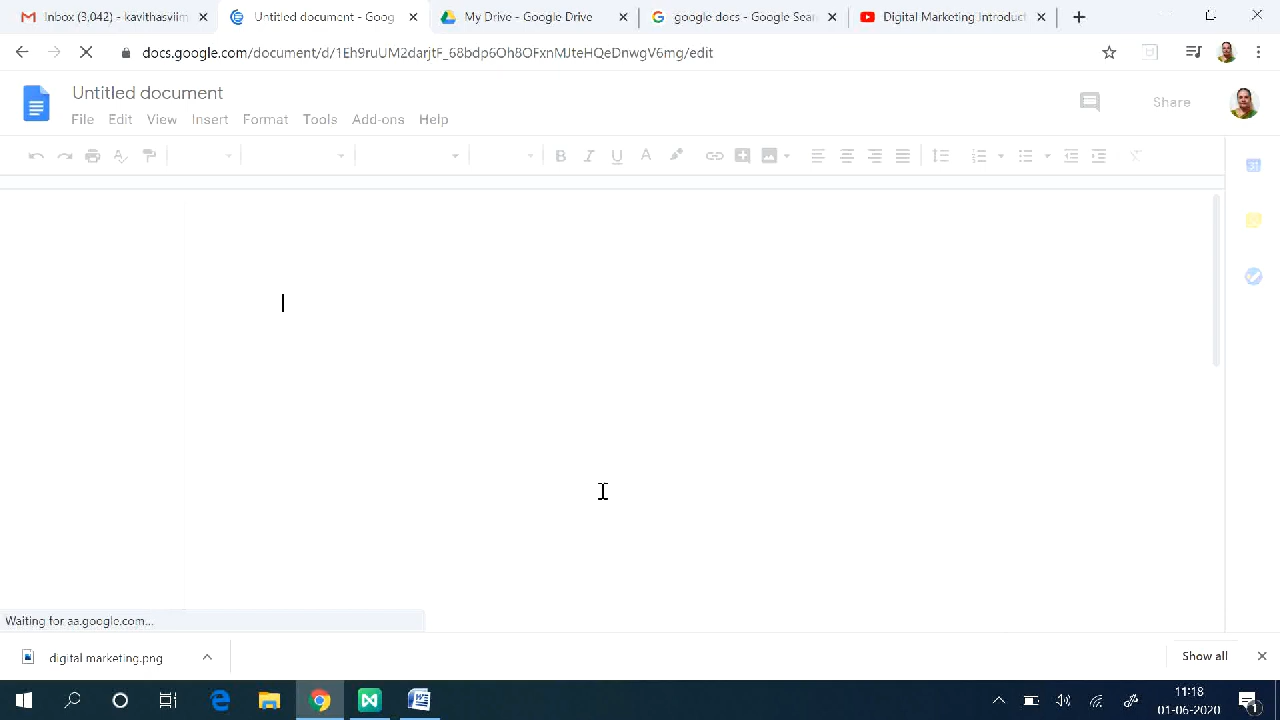 Inbox (3,042) - kavithasviim
Untitled document - Goog
My Drive - Google Drive
google docs - Google Sear
Digital Marketing Introduct
docs.google.com/document/d/1Eh9ruUM2darjtE_68bdp6Oh8OFxnMJteHQeDnwgV6mg/edit
Untitled document
Share
File Edit View Insert Format Tools Add-ons Help
Waiting for aa.google.com...
digital marketing.png
Show all
11:18
01-06-2020